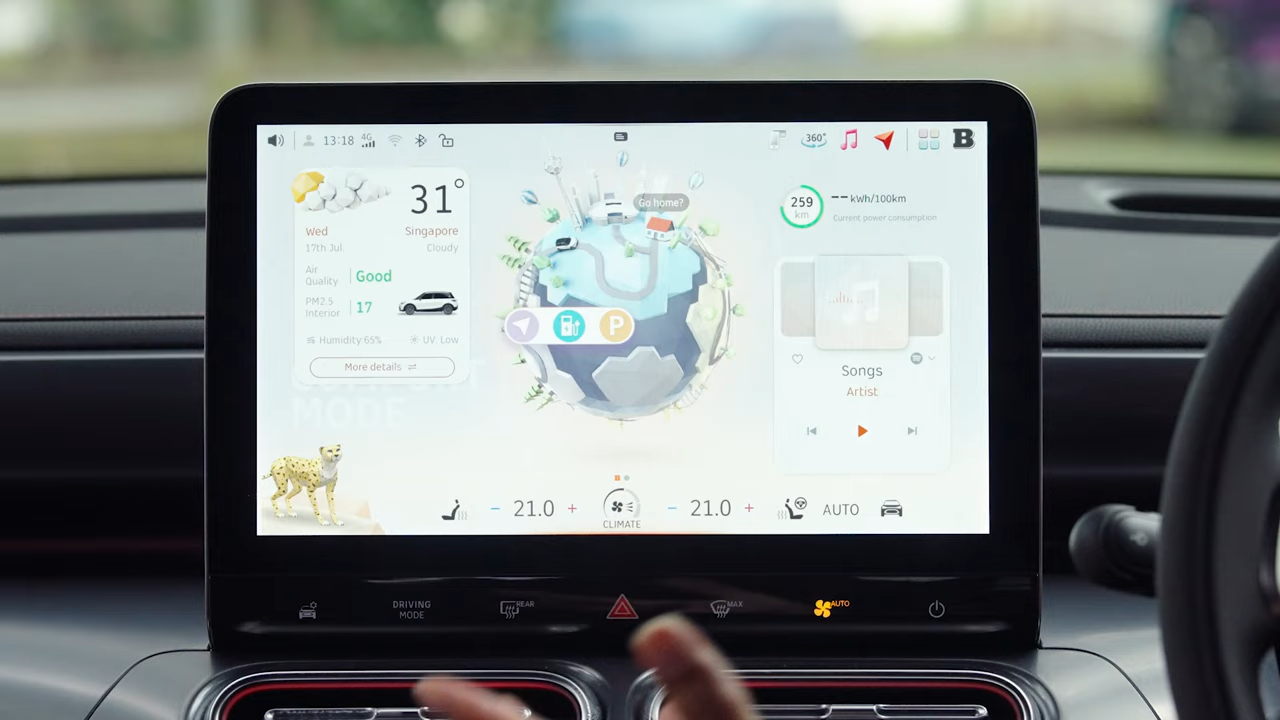 13:18 4G
360°
B
31°
Wed
Singapore
17th Jul.
Cloudy
Air
Quality
Good
PM2.5
Interior
17
Humidity 65%
UV: Low
More details
MODE
Go home?
P
259
km
-- kWh/100km
Current power consumption
Songs
Artist
B
− 21.0 +
CLIMATE
− 21.0 +
AUTO
DRIVING
MODE
REAR
MAX
AUTO